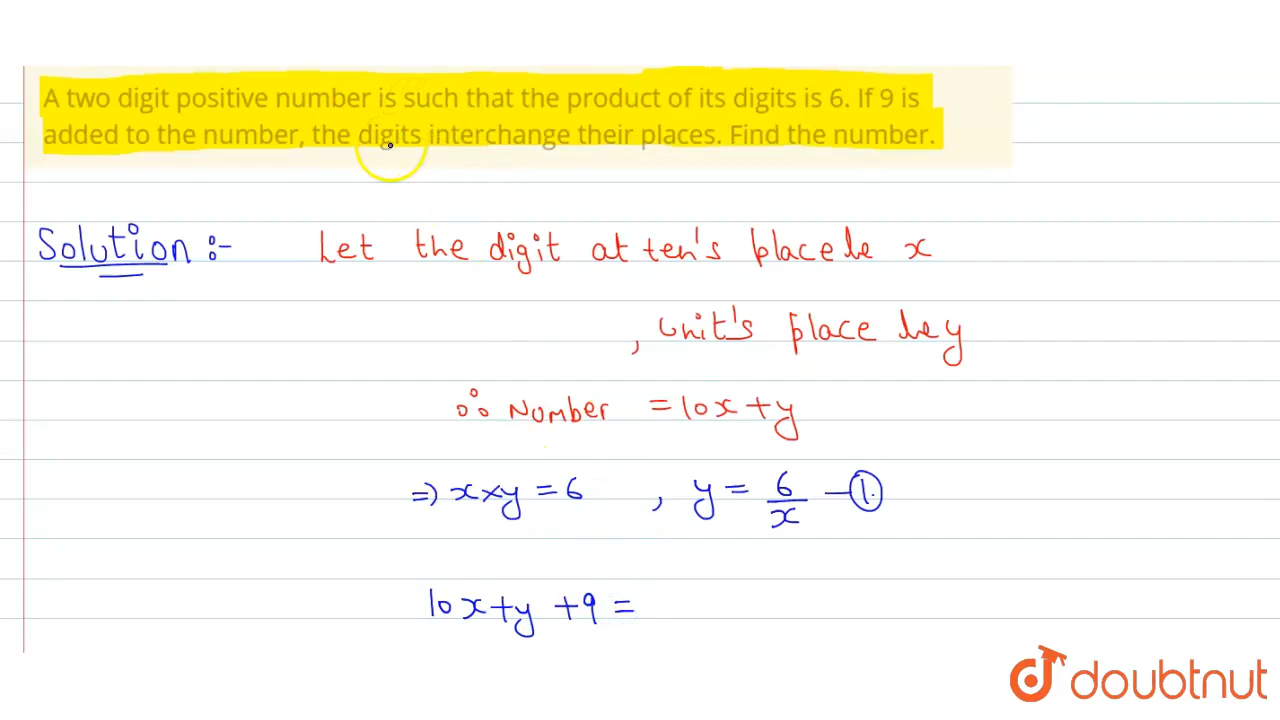 A two digit positive number is such that the product of its digits is 6. If 9 is
added to the number, the digits interchange their places. Find the number.
Solution :- Let the digit at ten's place be x
, unit's place be y
∴ Number = 10x+y
⇒ x×y = 6 , y = 6/x —①
10x+y +9 =
doubtnut